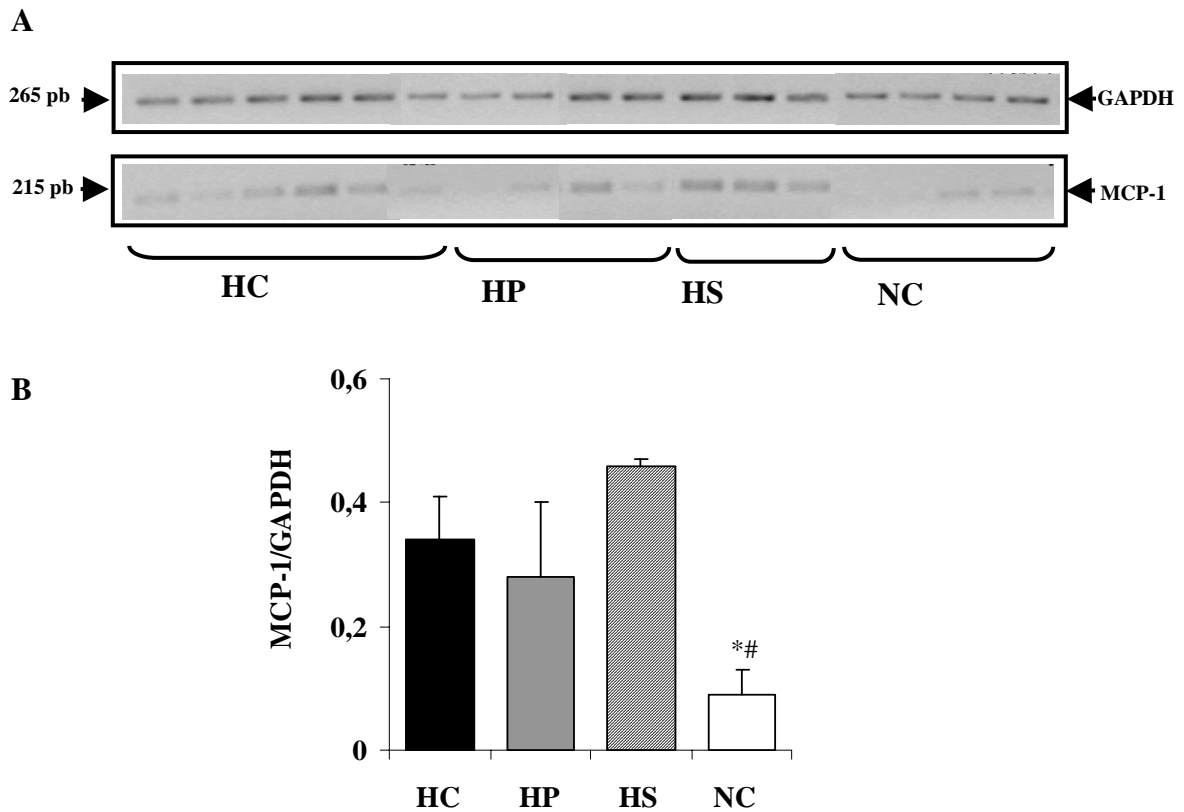 A
265 pb
GAPDH
215 pb
MCP-1
HC
HP
HS
NC
B
MCP-1/GAPDH
0,6
0,4
0,2
0
*#
HC HP HS NC